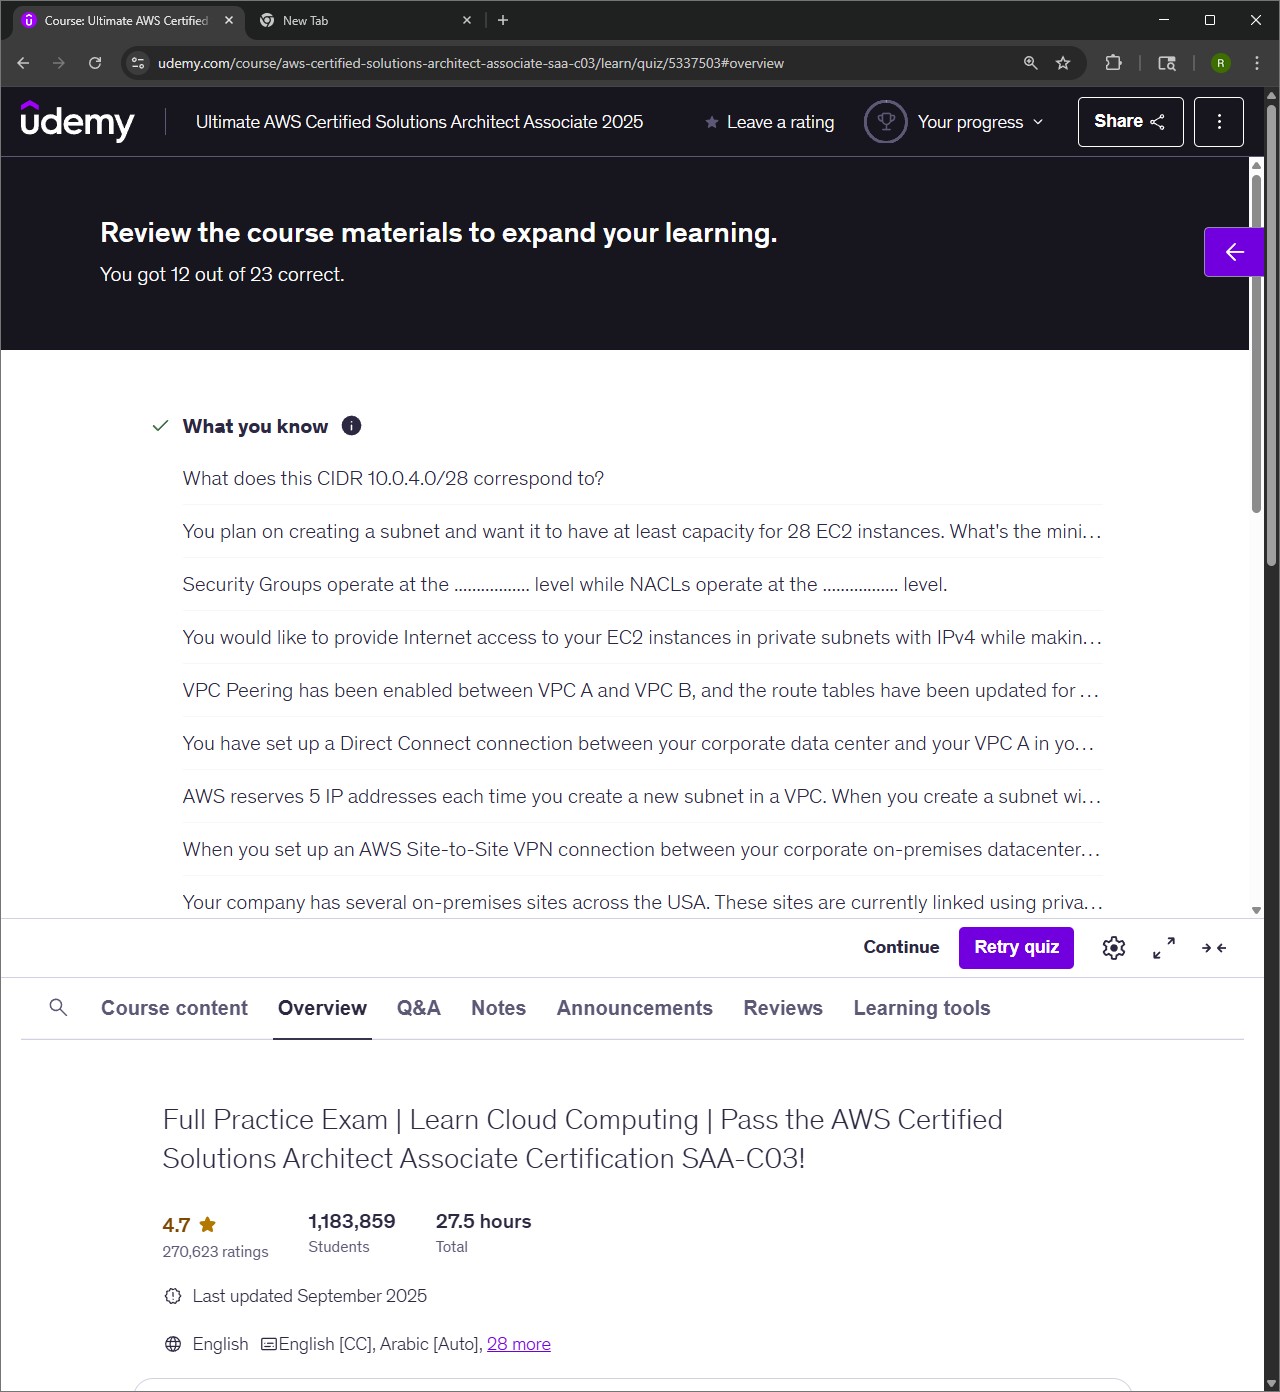 Course: Ultimate AWS Certified
New Tab
udemy.com/course/aws-certified-solutions-architect-associate-saa-c03/learn/quiz/5337503#overview
R
udemy
Ultimate AWS Certified Solutions Architect Associate 2025
Leave a rating
Your progress
Share
Review the course materials to expand your learning.
You got 12 out of 23 correct.
What you know
What does this CIDR 10.0.4.0/28 correspond to?
You plan on creating a subnet and want it to have at least capacity for 28 EC2 instances. What's the mini...
Security Groups operate at the ................. level while NACLs operate at the ................. level.
You would like to provide Internet access to your EC2 instances in private subnets with IPv4 while makin...
VPC Peering has been enabled between VPC A and VPC B, and the route tables have been updated for ...
You have set up a Direct Connect connection between your corporate data center and your VPC A in yo...
AWS reserves 5 IP addresses each time you create a new subnet in a VPC. When you create a subnet wi...
When you set up an AWS Site-to-Site VPN connection between your corporate on-premises datacenter...
Your company has several on-premises sites across the USA. These sites are currently linked using priva...
Continue
Retry quiz
Course content
Overview
Q&A
Notes
Announcements
Reviews
Learning tools
Full Practice Exam | Learn Cloud Computing | Pass the AWS Certified
Solutions Architect Associate Certification SAA-C03!
4.7
1,183,859
27.5 hours
270,623 ratings
Students
Total
Last updated September 2025
English
English [CC], Arabic [Auto], 28 more